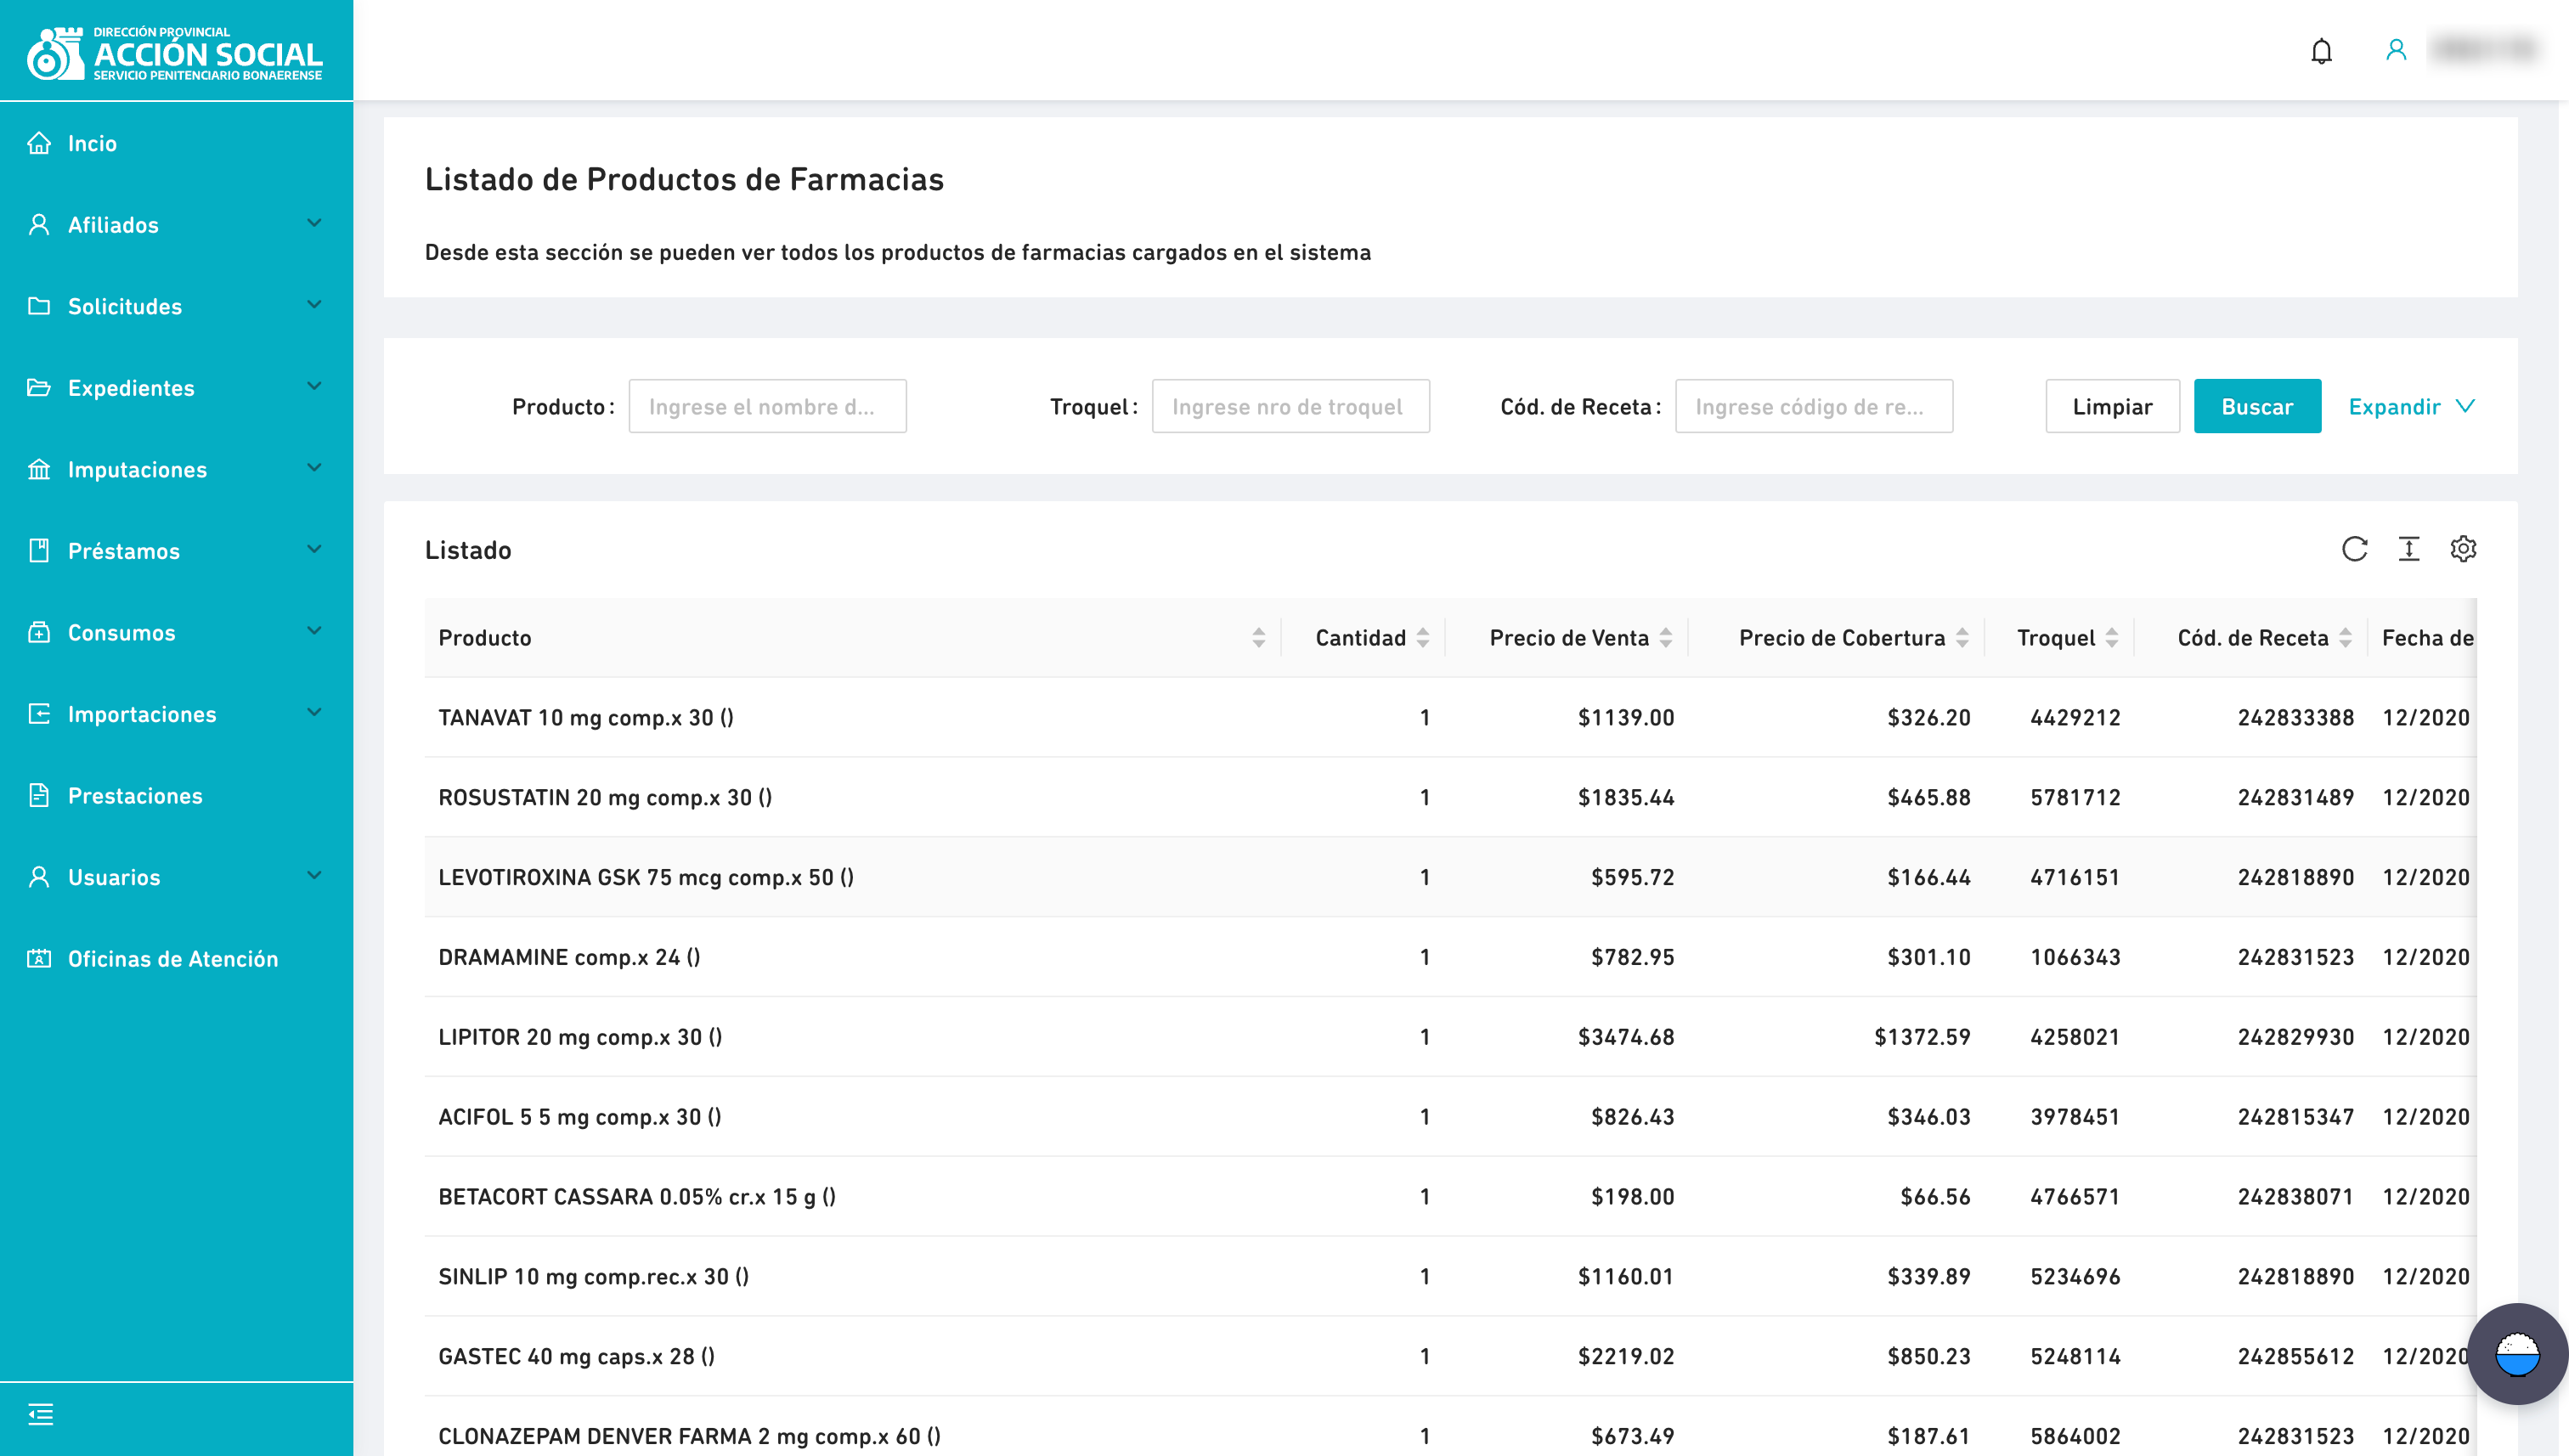 DIRECCIÓN PROVINCIAL
ACCIÓN SOCIAL
SERVICIO PENITENCIARIO BONAERENSE
Incio
Afiliados
Solicitudes
Expedientes
Imputaciones
Préstamos
Consumos
Importaciones
Prestaciones
Usuarios
Oficinas de Atención
Listado de Productos de Farmacias
Desde esta sección se pueden ver todos los productos de farmacias cargados en el sistema
Producto: Ingrese el nombre d... Troquel: Ingrese nro de troquel Cód. de Receta: Ingrese código de re... Limpiar Buscar Expandir
Listado
Producto Cantidad Precio de Venta Precio de Cobertura Troquel Cód. de Receta Fecha de
TANAVAT 10 mg comp.x 30 () 1 $1139.00 $326.20 4429212 242833388 12/2020
ROSUSTATIN 20 mg comp.x 30 () 1 $1835.44 $465.88 5781712 242831489 12/2020
LEVOTIROXINA GSK 75 mcg comp.x 50 () 1 $595.72 $166.44 4716151 242818890 12/2020
DRAMAMINE comp.x 24 () 1 $782.95 $301.10 1066343 242831523 12/2020
LIPITOR 20 mg comp.x 30 () 1 $3474.68 $1372.59 4258021 242829930 12/2020
ACIFOL 5 5 mg comp.x 30 () 1 $826.43 $346.03 3978451 242815347 12/2020
BETACORT CASSARA 0.05% cr.x 15 g () 1 $198.00 $66.56 4766571 242838071 12/2020
SINLIP 10 mg comp.rec.x 30 () 1 $1160.01 $339.89 5234696 242818890 12/2020
GASTEC 40 mg caps.x 28 () 1 $2219.02 $850.23 5248114 242855612 12/2020
CLONAZEPAM DENVER FARMA 2 mg comp.x 60 () 1 $673.49 $187.61 5864002 242831523 12/2020